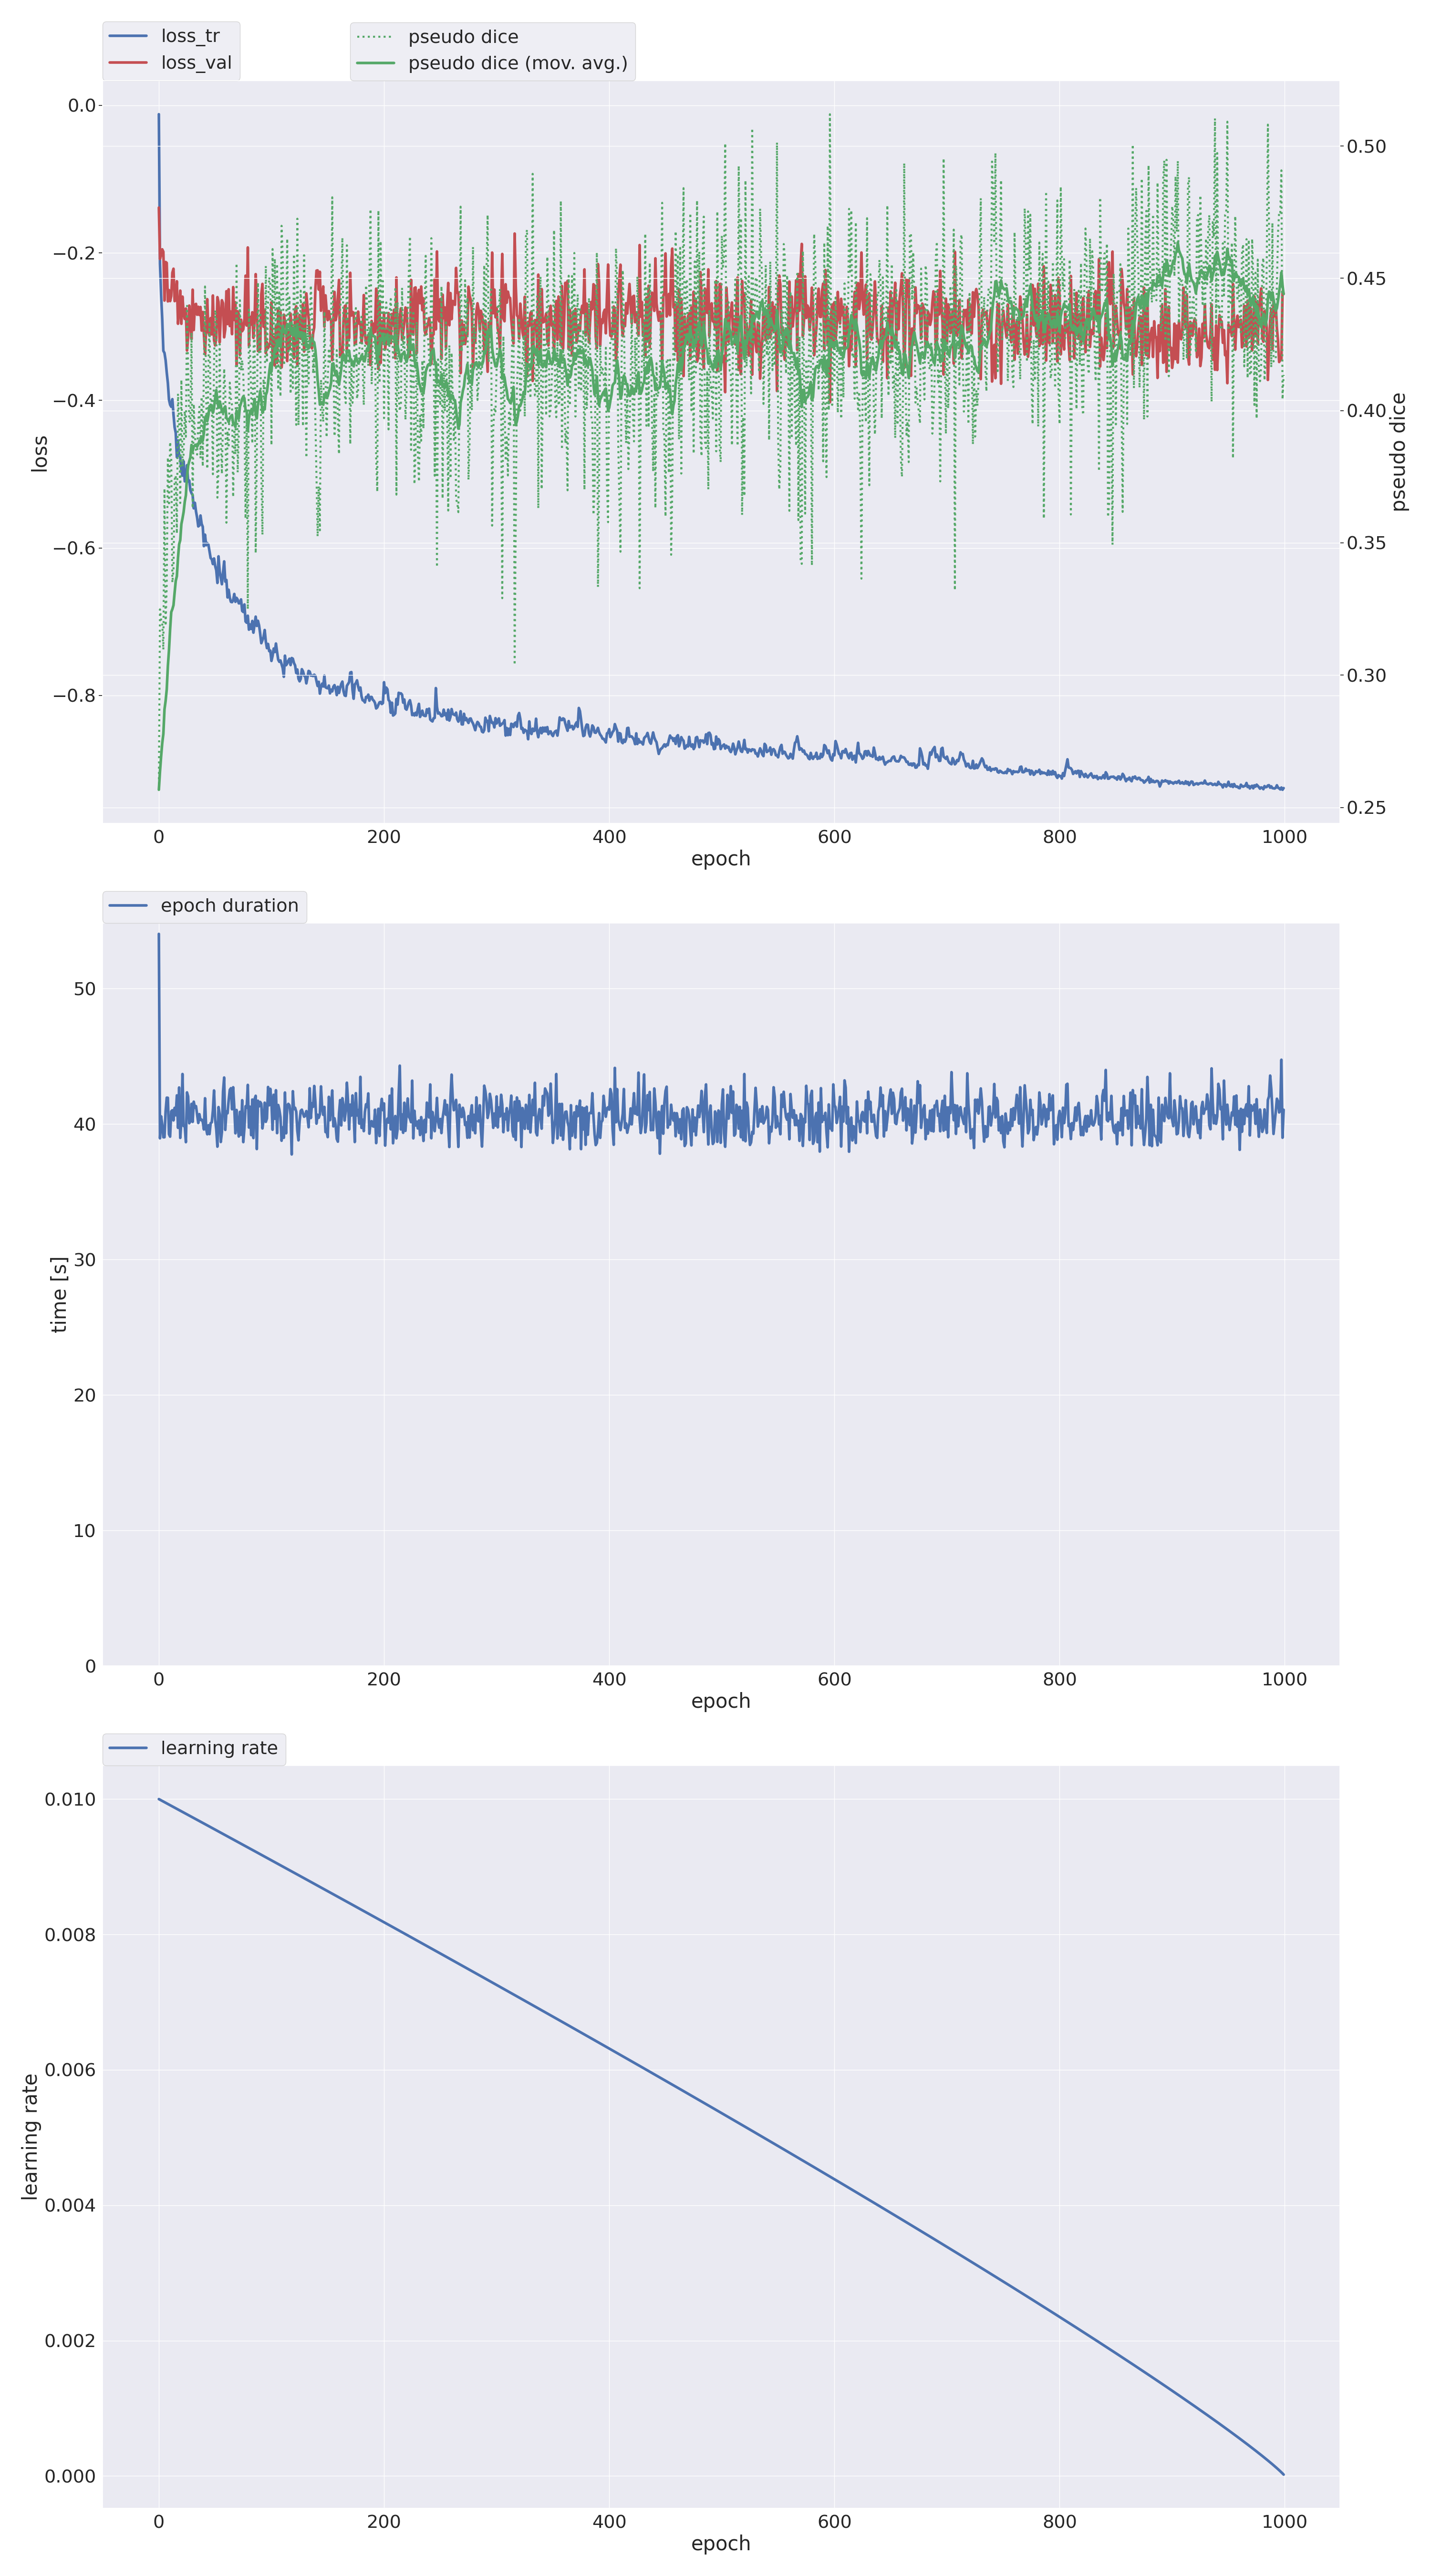 loss_tr
loss_val
pseudo dice
pseudo dice (mov. avg.)
0.0
−0.2
−0.4
−0.6
−0.8
loss
0.50
0.45
0.40
0.35
0.30
0.25
pseudo dice
0 200 400 600 800 1000
epoch
epoch duration
50
40
30
20
10
0
time [s]
0 200 400 600 800 1000
epoch
learning rate
0.010
0.008
0.006
0.004
0.002
0.000
learning rate
0 200 400 600 800 1000
epoch